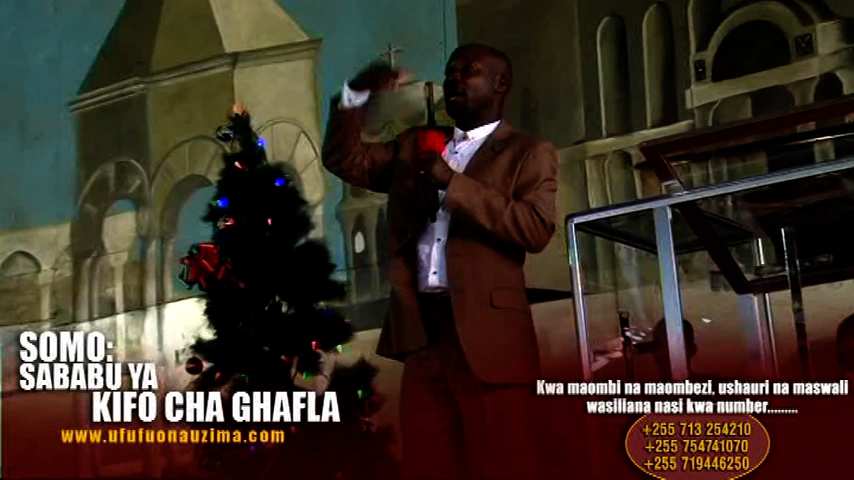 SOMO:
SABABU YA
KIFO CHA GHAFLA
www.ufufuonauzima.com
Kwa maombi na maombezi, ushauri na maswali
wasiliana nasi kwa number.........
+255 713 254210
+255 754741070
+255 719446250